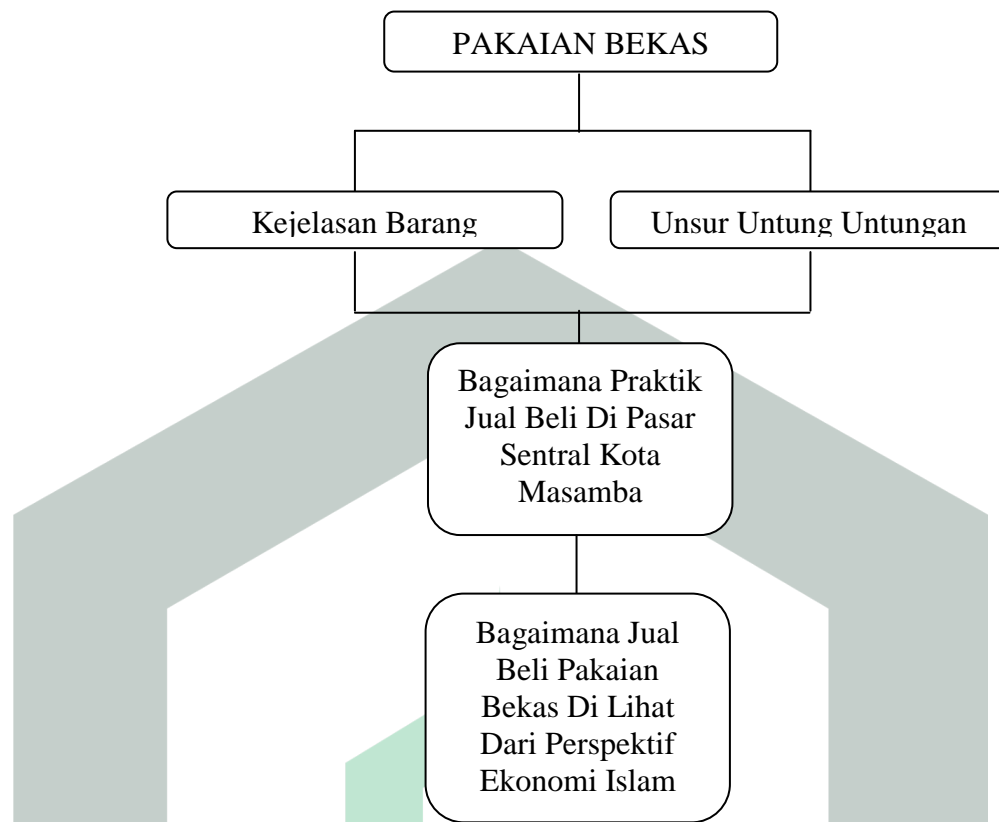 PAKAIAN BEKAS
Kejelasan Barang
Unsur Untung Untungan
Bagaimana Praktik
Jual Beli Di Pasar
Sentral Kota
Masamba
Bagaimana Jual
Beli Pakaian
Bekas Di Lihat
Dari Perspektif
Ekonomi Islam